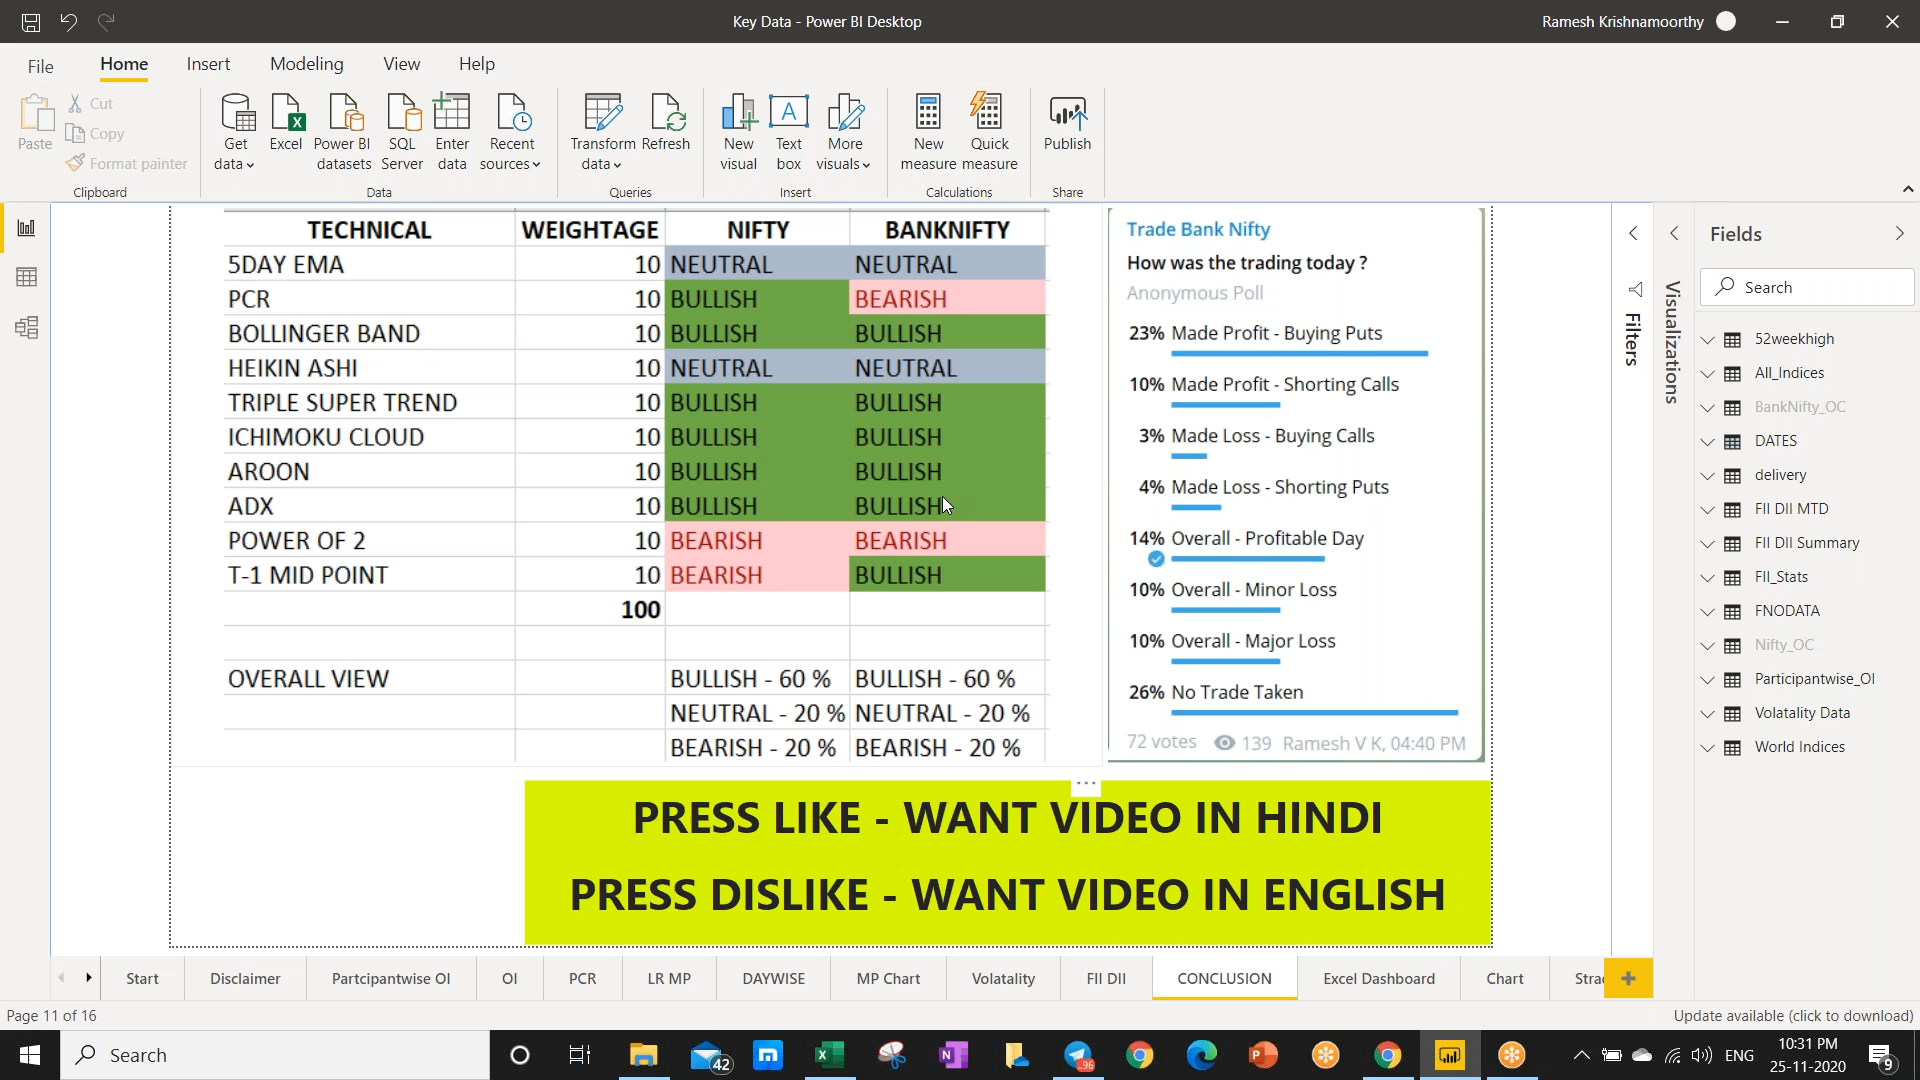 Key Data - Power BI Desktop
Ramesh Krishnamoorthy
File
Home
Insert
Modeling
View
Help
Paste
Cut
Copy
Format painter
Clipboard
Get data
Excel
Power BI datasets
SQL Server
Enter data
Recent sources
Data
Transform data
Refresh
Queries
New visual
Text box
More visuals
Insert
New measure
Quick measure
Calculations
Publish
Share
TECHNICAL WEIGHTAGE NIFTY BANKNIFTY
5DAY EMA 10 NEUTRAL NEUTRAL
PCR 10 BULLISH BEARISH
BOLLINGER BAND 10 BULLISH BULLISH
HEIKIN ASHI 10 NEUTRAL NEUTRAL
TRIPLE SUPER TREND 10 BULLISH BULLISH
ICHIMOKU CLOUD 10 BULLISH BULLISH
AROON 10 BULLISH BULLISH
ADX 10 BULLISH BULLISH
POWER OF 2 10 BEARISH BEARISH
T-1 MID POINT 10 BEARISH BULLISH
100
OVERALL VIEW BULLISH - 60 % BULLISH - 60 %
NEUTRAL - 20 % NEUTRAL - 20 %
BEARISH - 20 % BEARISH - 20 %
Trade Bank Nifty
How was the trading today ?
Anonymous Poll
23% Made Profit - Buying Puts
10% Made Profit - Shorting Calls
3% Made Loss - Buying Calls
4% Made Loss - Shorting Puts
14% Overall - Profitable Day
10% Overall - Minor Loss
10% Overall - Major Loss
26% No Trade Taken
72 votes 139 Ramesh V K, 04:40 PM
PRESS LIKE - WANT VIDEO IN HINDI
PRESS DISLIKE - WANT VIDEO IN ENGLISH
Filters
Visualizations
Fields
Search
52weekhigh
All_Indices
BankNifty_OC
DATES
delivery
FII DII MTD
FII DII Summary
FII_Stats
FNODATA
Nifty_OC
Participantwise_OI
Volatality Data
World Indices
Start
Disclaimer
Partcipantwise OI
OI
PCR
LR MP
DAYWISE
MP Chart
Volatality
FII DII
CONCLUSION
Excel Dashboard
Chart
Stra
Page 11 of 16
Update available (click to download)
Search
42
96
ENG
10:31 PM
25-11-2020
9